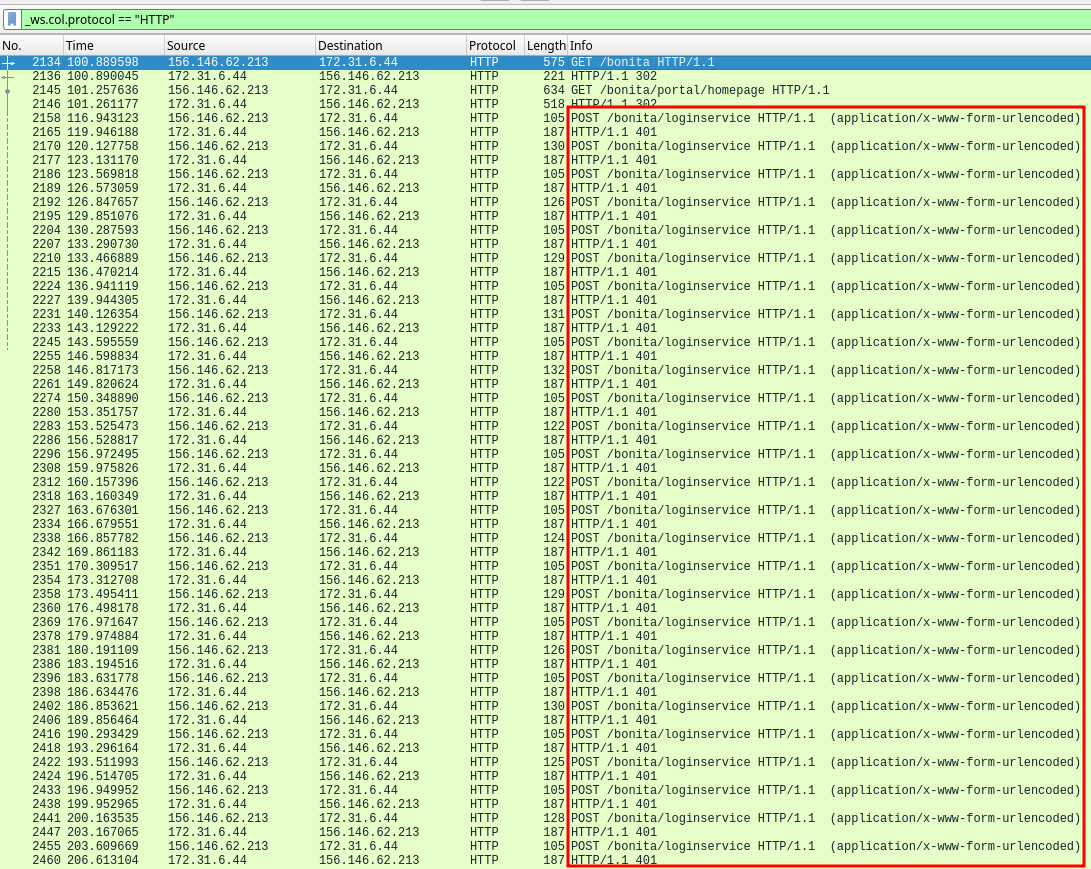 _ws.col.protocol == "HTTP"
No. Time Source Destination Protocol Length Info
2134 100.889598 156.146.62.213 172.31.6.44 HTTP 575 GET /bonita HTTP/1.1
2136 100.890045 172.31.6.44 156.146.62.213 HTTP 221 HTTP/1.1 302
2145 101.257636 156.146.62.213 172.31.6.44 HTTP 634 GET /bonita/portal/homepage HTTP/1.1
2146 101.261177 172.31.6.44 156.146.62.213 HTTP 518 HTTP/1.1 302
2158 116.943123 156.146.62.213 172.31.6.44 HTTP 105 POST /bonita/loginservice HTTP/1.1 (application/x-www-form-urlencoded)
2165 119.946188 172.31.6.44 156.146.62.213 HTTP 187 HTTP/1.1 401
2170 120.127758 156.146.62.213 172.31.6.44 HTTP 130 POST /bonita/loginservice HTTP/1.1 (application/x-www-form-urlencoded)
2177 123.131170 172.31.6.44 156.146.62.213 HTTP 187 HTTP/1.1 401
2186 123.569818 156.146.62.213 172.31.6.44 HTTP 105 POST /bonita/loginservice HTTP/1.1 (application/x-www-form-urlencoded)
2189 126.573059 172.31.6.44 156.146.62.213 HTTP 187 HTTP/1.1 401
2192 126.847657 156.146.62.213 172.31.6.44 HTTP 126 POST /bonita/loginservice HTTP/1.1 (application/x-www-form-urlencoded)
2195 129.851076 172.31.6.44 156.146.62.213 HTTP 187 HTTP/1.1 401
2204 130.287593 156.146.62.213 172.31.6.44 HTTP 105 POST /bonita/loginservice HTTP/1.1 (application/x-www-form-urlencoded)
2207 133.290730 172.31.6.44 156.146.62.213 HTTP 187 HTTP/1.1 401
2210 133.466889 156.146.62.213 172.31.6.44 HTTP 129 POST /bonita/loginservice HTTP/1.1 (application/x-www-form-urlencoded)
2215 136.470214 172.31.6.44 156.146.62.213 HTTP 187 HTTP/1.1 401
2224 136.941119 156.146.62.213 172.31.6.44 HTTP 105 POST /bonita/loginservice HTTP/1.1 (application/x-www-form-urlencoded)
2227 139.944305 172.31.6.44 156.146.62.213 HTTP 187 HTTP/1.1 401
2231 140.126354 156.146.62.213 172.31.6.44 HTTP 131 POST /bonita/loginservice HTTP/1.1 (application/x-www-form-urlencoded)
2233 143.129222 172.31.6.44 156.146.62.213 HTTP 187 HTTP/1.1 401
2245 143.595559 156.146.62.213 172.31.6.44 HTTP 105 POST /bonita/loginservice HTTP/1.1 (application/x-www-form-urlencoded)
2255 146.598834 172.31.6.44 156.146.62.213 HTTP 187 HTTP/1.1 401
2258 146.817173 156.146.62.213 172.31.6.44 HTTP 132 POST /bonita/loginservice HTTP/1.1 (application/x-www-form-urlencoded)
2261 149.820624 172.31.6.44 156.146.62.213 HTTP 187 HTTP/1.1 401
2274 150.348890 156.146.62.213 172.31.6.44 HTTP 105 POST /bonita/loginservice HTTP/1.1 (application/x-www-form-urlencoded)
2280 153.351757 172.31.6.44 156.146.62.213 HTTP 187 HTTP/1.1 401
2283 153.525473 156.146.62.213 172.31.6.44 HTTP 122 POST /bonita/loginservice HTTP/1.1 (application/x-www-form-urlencoded)
2286 156.528817 172.31.6.44 156.146.62.213 HTTP 187 HTTP/1.1 401
2296 156.972495 156.146.62.213 172.31.6.44 HTTP 105 POST /bonita/loginservice HTTP/1.1 (application/x-www-form-urlencoded)
2308 159.975826 172.31.6.44 156.146.62.213 HTTP 187 HTTP/1.1 401
2312 160.157396 156.146.62.213 172.31.6.44 HTTP 122 POST /bonita/loginservice HTTP/1.1 (application/x-www-form-urlencoded)
2318 163.160349 172.31.6.44 156.146.62.213 HTTP 187 HTTP/1.1 401
2327 163.676301 156.146.62.213 172.31.6.44 HTTP 105 POST /bonita/loginservice HTTP/1.1 (application/x-www-form-urlencoded)
2334 166.679551 172.31.6.44 156.146.62.213 HTTP 187 HTTP/1.1 401
2338 166.857782 156.146.62.213 172.31.6.44 HTTP 124 POST /bonita/loginservice HTTP/1.1 (application/x-www-form-urlencoded)
2342 169.861183 172.31.6.44 156.146.62.213 HTTP 187 HTTP/1.1 401
2351 170.309517 156.146.62.213 172.31.6.44 HTTP 105 POST /bonita/loginservice HTTP/1.1 (application/x-www-form-urlencoded)
2354 173.312708 172.31.6.44 156.146.62.213 HTTP 187 HTTP/1.1 401
2358 173.495411 156.146.62.213 172.31.6.44 HTTP 129 POST /bonita/loginservice HTTP/1.1 (application/x-www-form-urlencoded)
2360 176.498178 172.31.6.44 156.146.62.213 HTTP 187 HTTP/1.1 401
2369 176.971647 156.146.62.213 172.31.6.44 HTTP 105 POST /bonita/loginservice HTTP/1.1 (application/x-www-form-urlencoded)
2378 179.974884 172.31.6.44 156.146.62.213 HTTP 187 HTTP/1.1 401
2381 180.191109 156.146.62.213 172.31.6.44 HTTP 126 POST /bonita/loginservice HTTP/1.1 (application/x-www-form-urlencoded)
2386 183.194516 172.31.6.44 156.146.62.213 HTTP 187 HTTP/1.1 401
2396 183.631778 156.146.62.213 172.31.6.44 HTTP 105 POST /bonita/loginservice HTTP/1.1 (application/x-www-form-urlencoded)
2398 186.634476 172.31.6.44 156.146.62.213 HTTP 187 HTTP/1.1 401
2402 186.853621 156.146.62.213 172.31.6.44 HTTP 130 POST /bonita/loginservice HTTP/1.1 (application/x-www-form-urlencoded)
2406 189.856464 172.31.6.44 156.146.62.213 HTTP 187 HTTP/1.1 401
2416 190.293429 156.146.62.213 172.31.6.44 HTTP 105 POST /bonita/loginservice HTTP/1.1 (application/x-www-form-urlencoded)
2418 193.296164 172.31.6.44 156.146.62.213 HTTP 187 HTTP/1.1 401
2422 193.511993 156.146.62.213 172.31.6.44 HTTP 125 POST /bonita/loginservice HTTP/1.1 (application/x-www-form-urlencoded)
2424 196.514705 172.31.6.44 156.146.62.213 HTTP 187 HTTP/1.1 401
2433 196.949952 156.146.62.213 172.31.6.44 HTTP 105 POST /bonita/loginservice HTTP/1.1 (application/x-www-form-urlencoded)
2438 199.952965 172.31.6.44 156.146.62.213 HTTP 187 HTTP/1.1 401
2441 200.163535 156.146.62.213 172.31.6.44 HTTP 128 POST /bonita/loginservice HTTP/1.1 (application/x-www-form-urlencoded)
2447 203.167065 172.31.6.44 156.146.62.213 HTTP 187 HTTP/1.1 401
2455 203.609669 156.146.62.213 172.31.6.44 HTTP 105 POST /bonita/loginservice HTTP/1.1 (application/x-www-form-urlencoded)
2460 206.613104 172.31.6.44 156.146.62.213 HTTP 187 HTTP/1.1 401